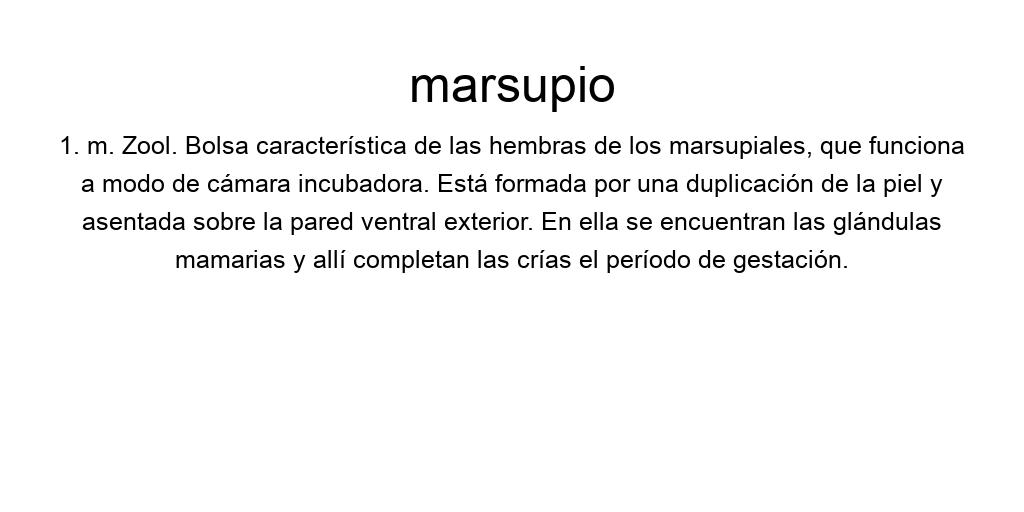 marsupio
1. m. Zool. Bolsa característica de las hembras de los marsupiales, que funciona
a modo de cámara incubadora. Está formada por una duplicación de la piel y
asentada sobre la pared ventral exterior. En ella se encuentran las glándulas
mamarias y allí completan las crías el período de gestación.